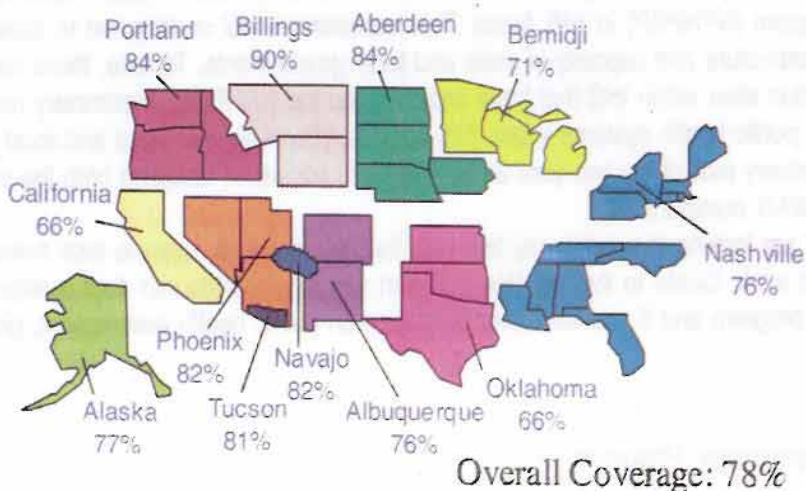 Portland
84%
Billings
90%
Aberdeen
84%
Bemidji
71%
California
66%
Nashville
76%
Phoenix
82%
Navajo
82%
Oklahoma
66%
Alaska
77%
Tucson
81%
Albuquerque
76%
Overall Coverage: 78%